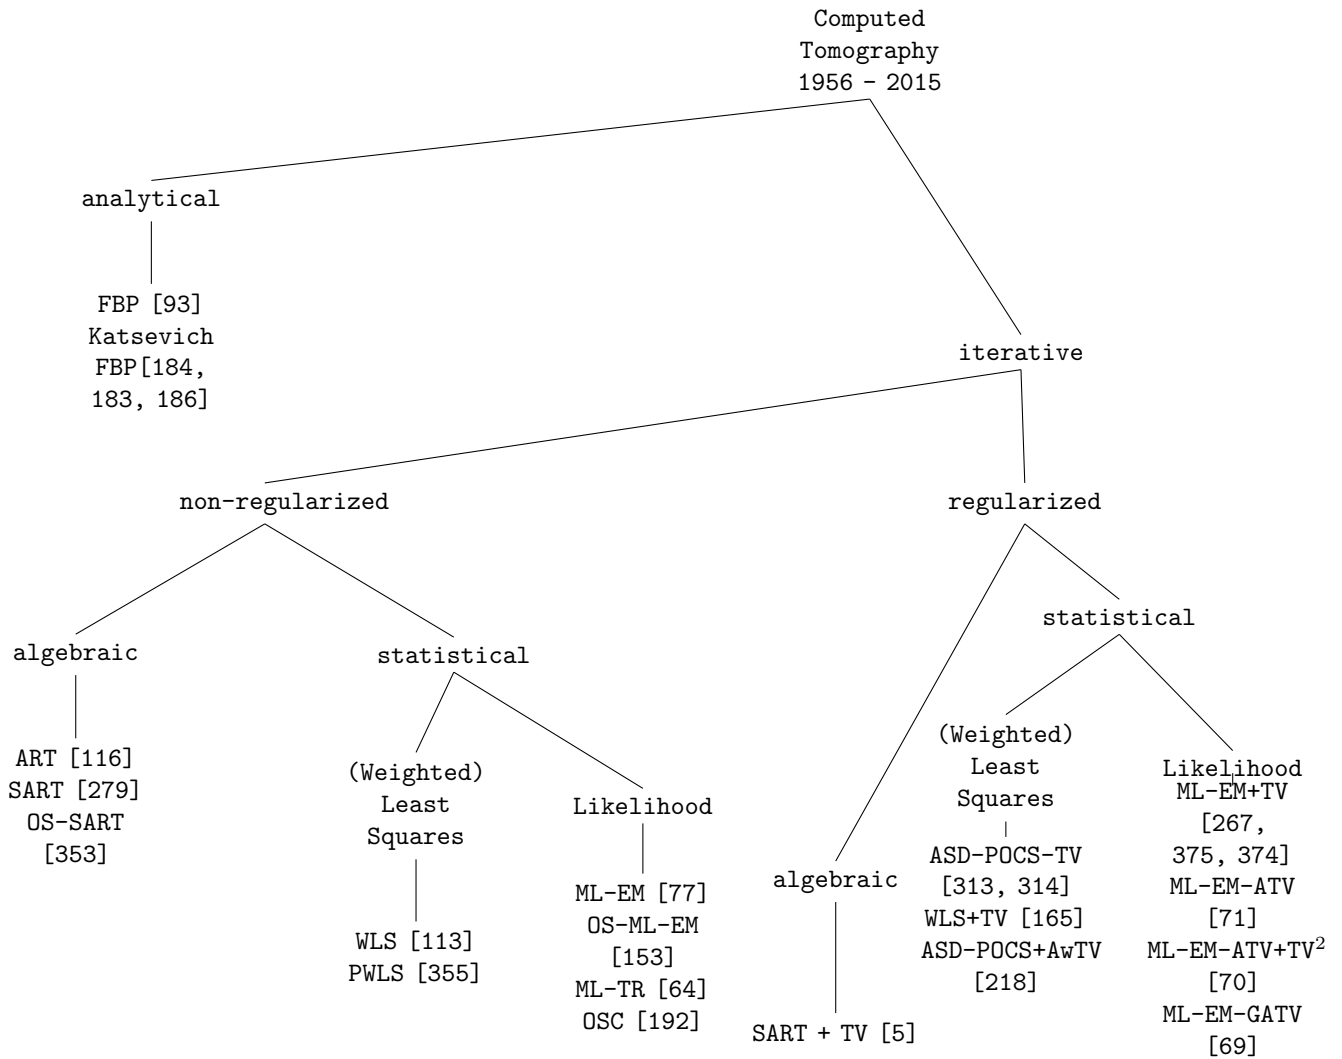 Computed
Tomography
1956 – 2015
analytical
FBP [93]
Katsevich
FBP[184,
183, 186]
iterative
non-regularized
regularized
algebraic
ART [116]
SART [279]
OS-SART
[353]
statistical
(Weighted)
Least
Squares
WLS [113]
PWLS [355]
Likelihood
ML-EM [77]
OS-ML-EM
[153]
ML-TR [64]
OSC [192]
algebraic
SART + TV [5]
statistical
(Weighted)
Least
Squares
ASD-POCS-TV
[313, 314]
WLS+TV [165]
ASD-POCS+AwTV
[218]
Likelihood
ML-EM+TV
[267,
375, 374]
ML-EM-ATV
[71]
ML-EM-ATV+TV²
[70]
ML-EM-GATV
[69]